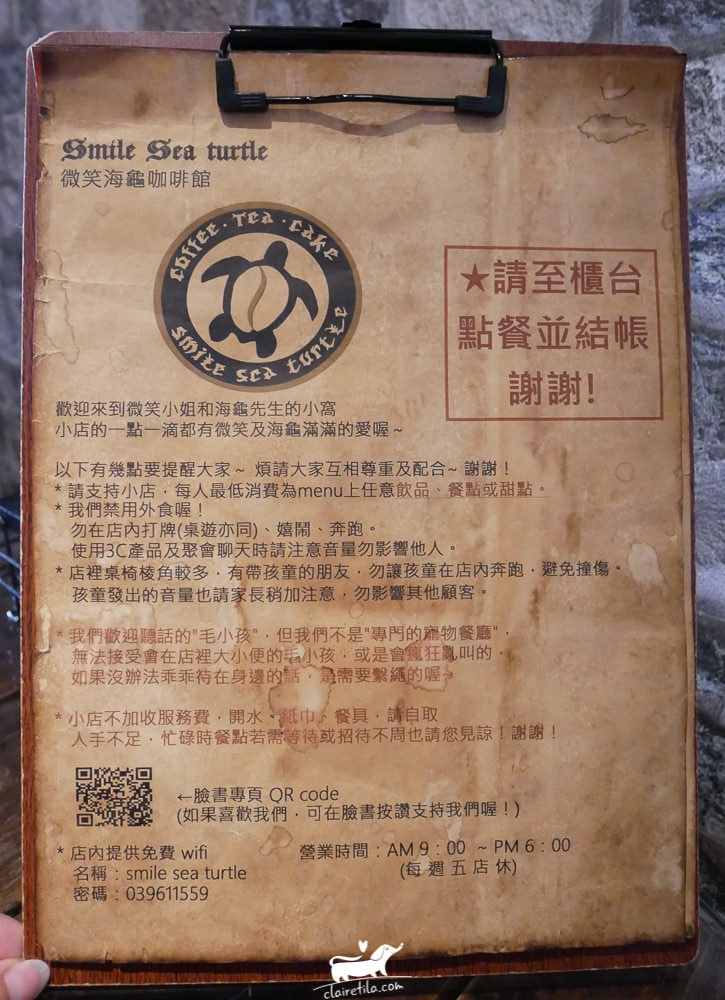 Smile Sea turtle
微笑海龜咖啡館
coffee · Tea · cake
smile sea turtle
★請至櫃台
點餐並結帳
謝謝!
歡迎來到微笑小姐和海龜先生的小窩
小店的一點一滴都有微笑及海龜滿滿的愛喔~
以下有幾點要提醒大家~ 煩請大家互相尊重及配合~ 謝謝！
* 請支持小店，每人最低消費為menu上任意飲品、餐點或甜點。
* 我們禁用外食喔！
勿在店內打牌(桌遊亦同)、嬉鬧、奔跑。
使用3C產品及聚會聊天時請注意音量勿影響他人。
* 店裡桌椅棱角較多，有帶孩童的朋友，勿讓孩童在店內奔跑，避免撞傷。
孩童發出的音量也請家長稍加注意，勿影響其他顧客。
* 我們歡迎聽話的"毛小孩"，但我們不是"專門的寵物餐廳"，
無法接受會在店裡大小便的毛小孩，或是會瘋狂亂叫的，
如果沒辦法乖乖待在身邊的話，是需要繫繩的喔~
* 小店不加收服務費，開水、紙巾、餐具，請自取
人手不足，忙碌時餐點若需等待或招待不周也請您見諒！謝謝！
←臉書專頁 QR code
(如果喜歡我們，可在臉書按讚支持我們喔！)
* 店內提供免費 wifi
名稱：smile sea turtle
密碼：039611559
營業時間：AM 9：00 ~ PM 6：00
(每 週 五 店 休)
clairetila.com